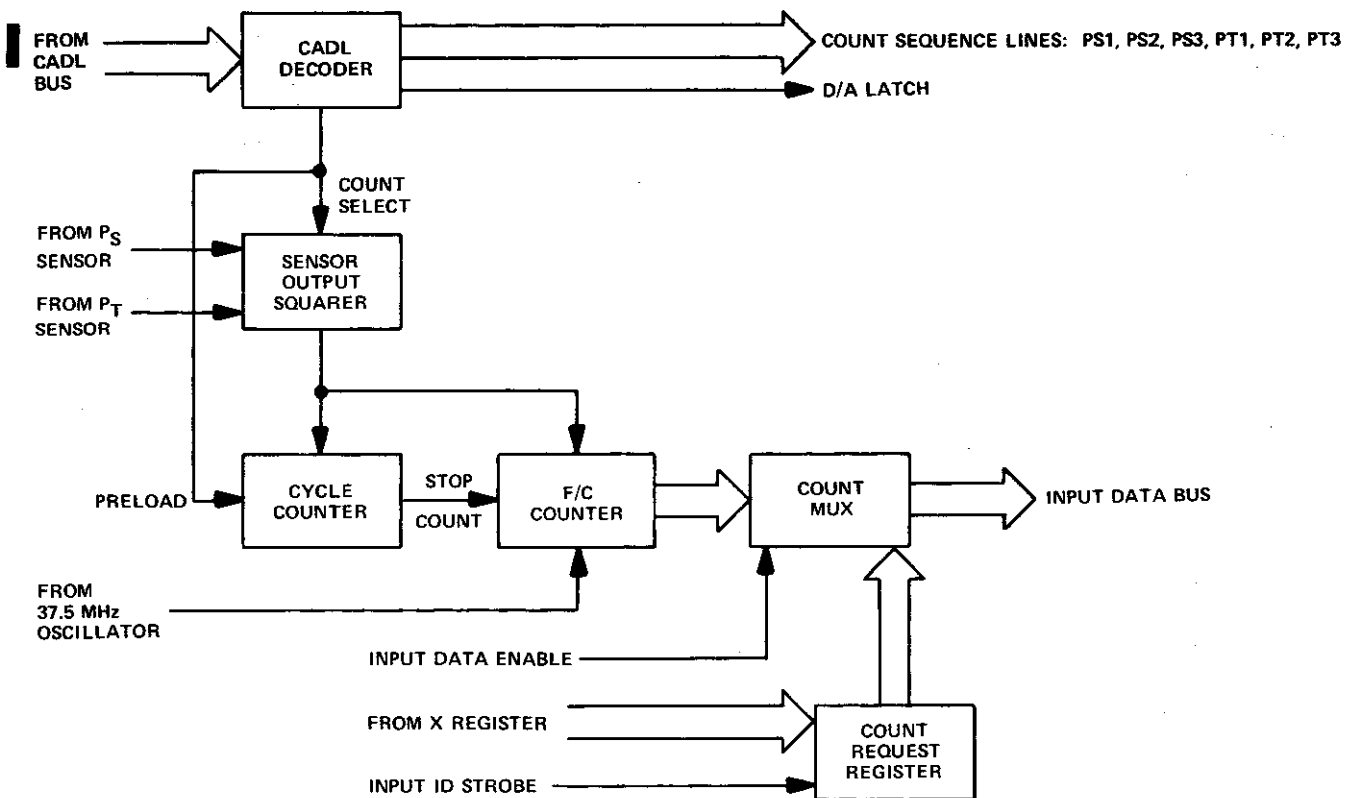 FROM
CADL
BUS
CADL
DECODER
COUNT SEQUENCE LINES: PS1, PS2, PS3, PT1, PT2, PT3
D/A LATCH
COUNT
SELECT
FROM PS
SENSOR
FROM PT
SENSOR
SENSOR
OUTPUT
SQUARER
PRELOAD
CYCLE
COUNTER
STOP
COUNT
F/C
COUNTER
COUNT
MUX
INPUT DATA BUS
FROM
37.5 MHz
OSCILLATOR
INPUT DATA ENABLE
FROM X REGISTER
INPUT ID STROBE
COUNT
REQUEST
REGISTER